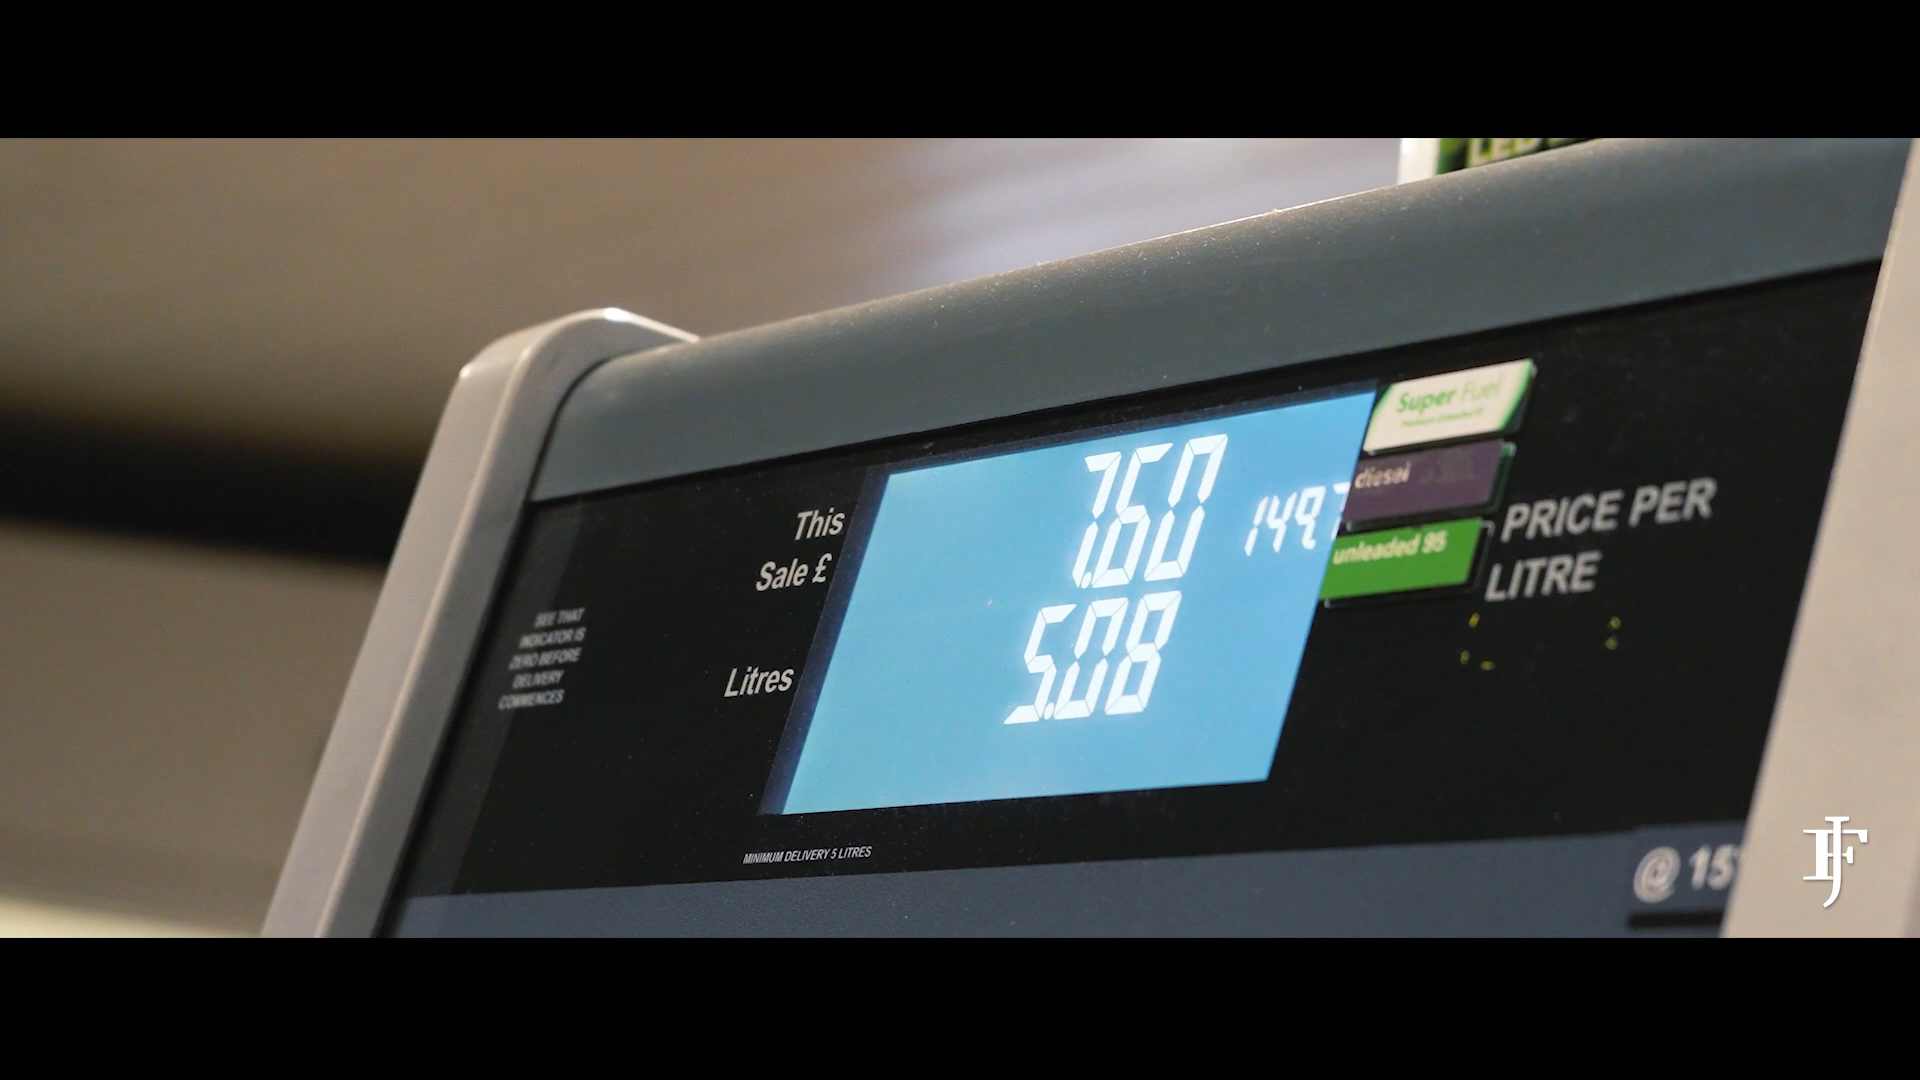 Super Fuel
This
Sale £
7.60
149.7
diesel
unleaded 95
PRICE PER
LITRE
SEE THAT
INDICATOR IS
ZERO BEFORE
DELIVERY
COMMENCES
Litres
5.08
MINIMUM DELIVERY 5 LITRES
@ 15